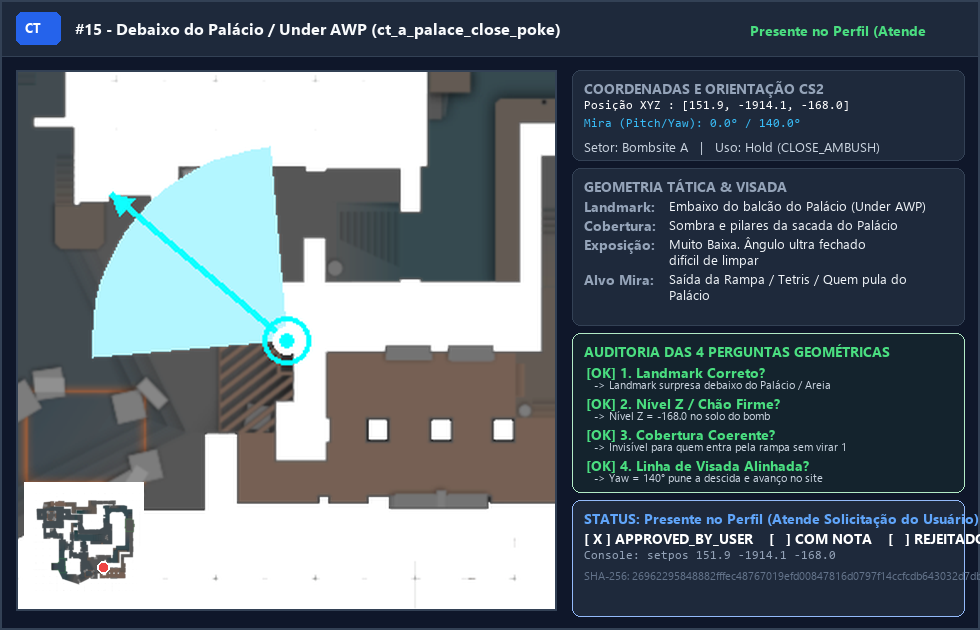 CT
#15 - Debaixo do Palácio / Under AWP (ct_a_palace_close_poke)
Presente no Perfil (Atende
COORDENADAS E ORIENTAÇÃO CS2
Posição XYZ : [151.9, -1914.1, -168.0]
Mira (Pitch/Yaw): 0.0° / 140.0°
Setor: Bombsite A | Uso: Hold (CLOSE_AMBUSH)
GEOMETRIA TÁTICA & VISADA
Landmark: Embaixo do balcão do Palácio (Under AWP)
Cobertura: Sombra e pilares da sacada do Palácio
Exposição: Muito Baixa. Ângulo ultra fechado
difícil de limpar
Alvo Mira: Saída da Rampa / Tetris / Quem pula do
Palácio
AUDITORIA DAS 4 PERGUNTAS GEOMÉTRICAS
[OK] 1. Landmark Correto?
-> Landmark surpresa debaixo do Palácio / Areia
[OK] 2. Nível Z / Chão Firme?
-> Nível Z = -168.0 no solo do bomb
[OK] 3. Cobertura Coerente?
-> Invisível para quem entra pela rampa sem virar 1
[OK] 4. Linha de Visada Alinhada?
-> Yaw = 140° pune a descida e avanço no site
STATUS: Presente no Perfil (Atende Solicitação do Usuário)
[ X ] APPROVED_BY_USER [ ] COM NOTA [ ] REJEITADO
Console: setpos 151.9 -1914.1 -168.0
SHA-256: 26962295848882fffec48767019efd00847816d0797f14ccfcdb643032d7db